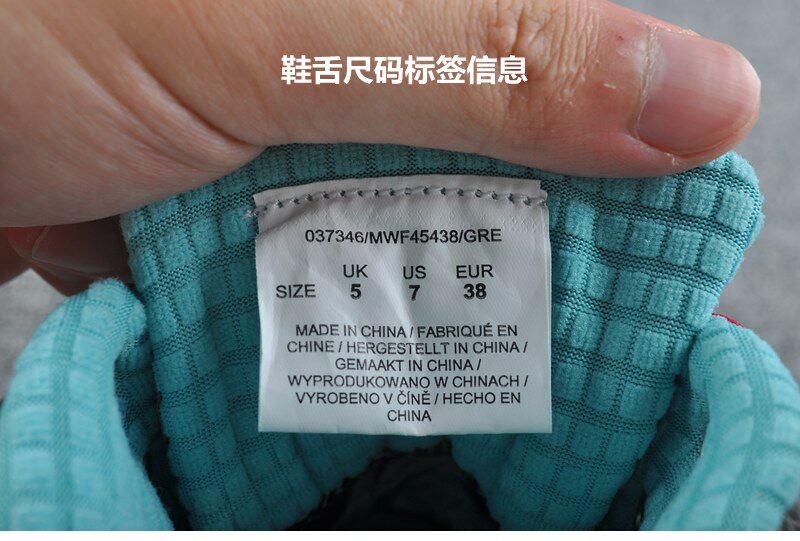 鞋舌尺码标签信息
037346/MWF45438/GRE
UK US EUR
SIZE 5 7 38
MADE IN CHINA / FABRIQUÉ EN
CHINE / HERGESTELLT IN CHINA /
GEMAAKT IN CHINA /
WYPRODUKOWANO W CHINACH /
VYROBENO V ČÍNĚ / HECHO EN
CHINA